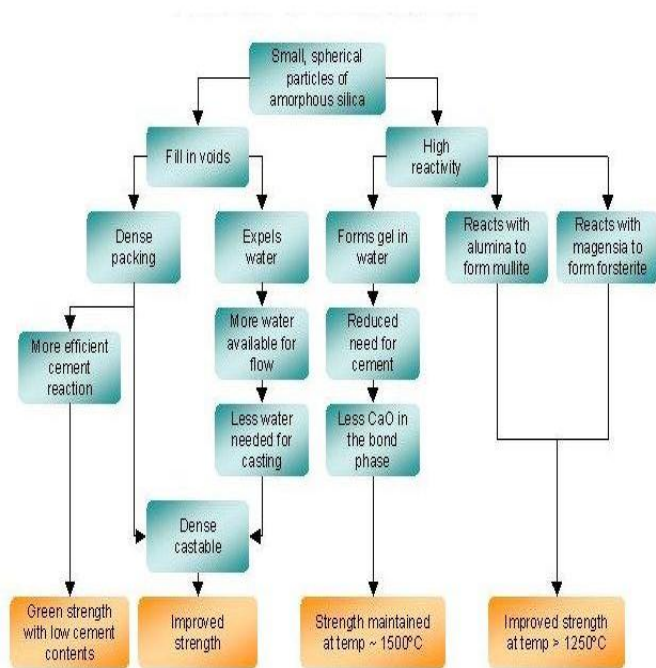 Small, spherical
particles of
amorphous silica
Fill in voids
High
reactivity
Dense
packing
Expels
water
Forms gel in
water
Reacts with
alumina to
form mullite
Reacts with
magensia to
form forsterite
More efficient
cement
reaction
More water
available for
flow
Reduced
need for
cement
Less water
needed for
casting
Less CaO in
the bond
phase
Dense
castable
Green strength
with low cement
contents
Improved
strength
Strength maintained
at temp ~ 1500ºC
Improved strength
at temp > 1250ºC